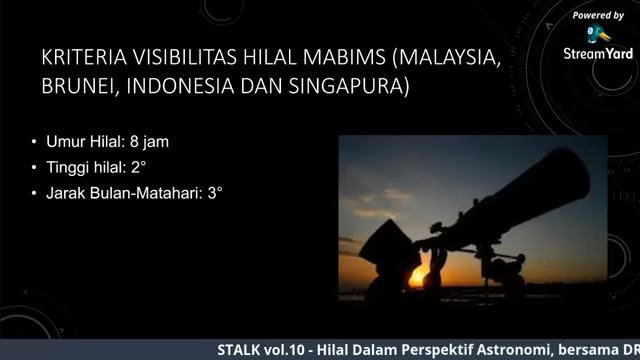 Powered by
StreamYard
KRITERIA VISIBILITAS HILAL MABIMS (MALAYSIA,
BRUNEI, INDONESIA DAN SINGAPURA)
• Umur Hilal: 8 jam
• Tinggi hilal: 2°
• Jarak Bulan-Matahari: 3°
STALK vol.10 - Hilal Dalam Perspektif Astronomi, bersama DR